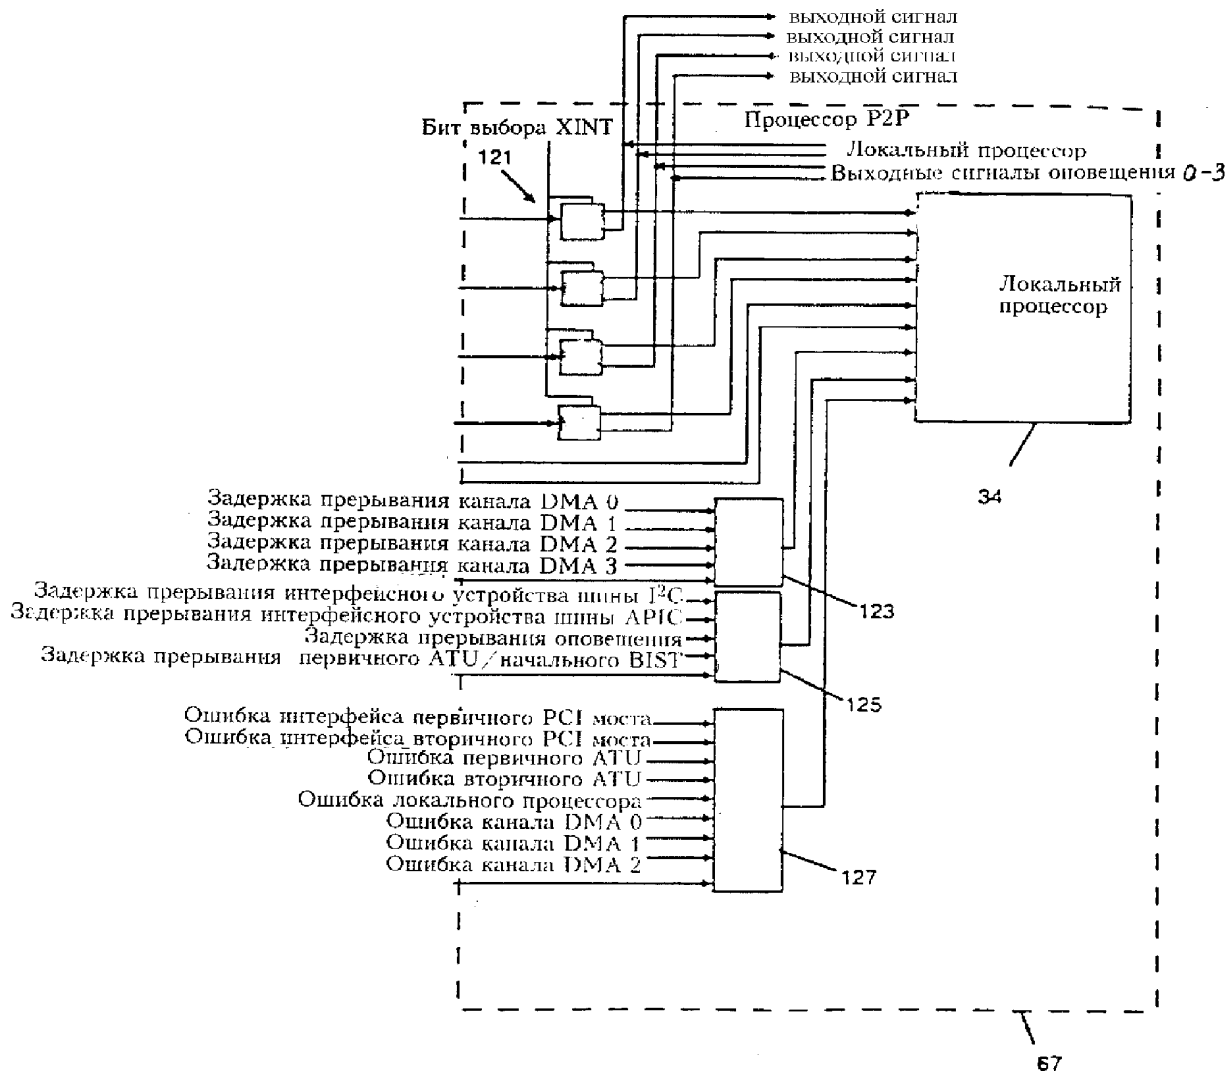 выходной сигнал
выходной сигнал
выходной сигнал
выходной сигнал
Бит выбора XINT
Процессор P2P
121
Локальный процессор
Выходные сигналы оповещения 0-3
Локальный
процессор
34
Задержка прерывания канала DMA 0
Задержка прерывания канала DMA 1
Задержка прерывания канала DMA 2
Задержка прерывания канала DMA 3
123
Задержка прерывания интерфейсного устройства шины I²C
Задержка прерывания интерфейсного устройства шины APIC
Задержка прерывания оповещения
Задержка прерывания первичного ATU/начального BIST
125
Ошибка интерфейса первичного PCI моста
Ошибка интерфейса вторичного PCI моста
Ошибка первичного ATU
Ошибка вторичного ATU
Ошибка локального процессора
Ошибка канала DMA 0
Ошибка канала DMA 1
Ошибка канала DMA 2
127
67